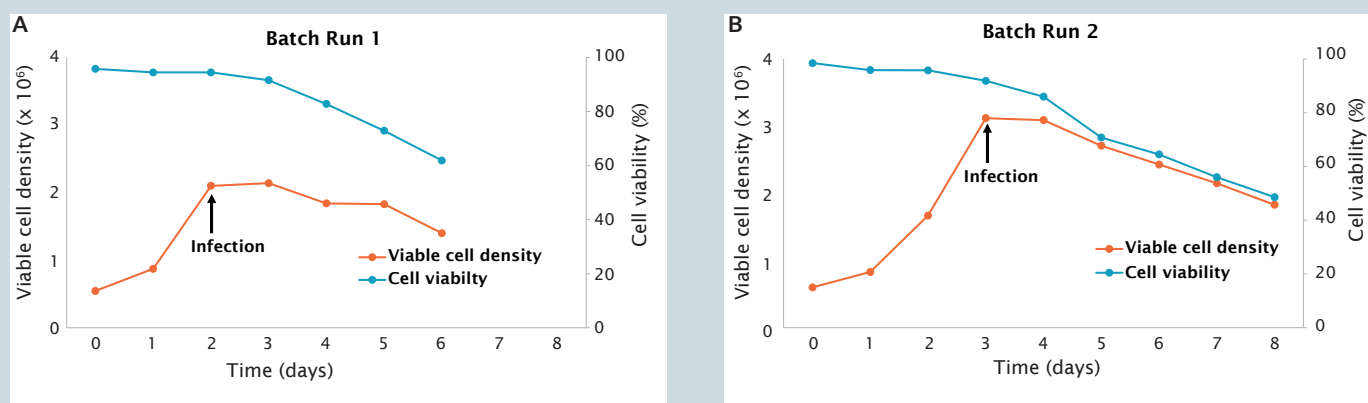 A
Batch Run 1
Viable cell density (x 10⁶)
4
3
2
1
0
100
80
60
40
20
0
Cell viability (%)
Infection
Viable cell density
Cell viabilty
0 1 2 3 4 5 6 7 8
Time (days)
B
Batch Run 2
Viable cell density (x 10⁶)
4
3
2
1
0
100
80
60
40
20
0
Cell viability (%)
Infection
Viable cell density
Cell viability
0 1 2 3 4 5 6 7 8
Time (days)